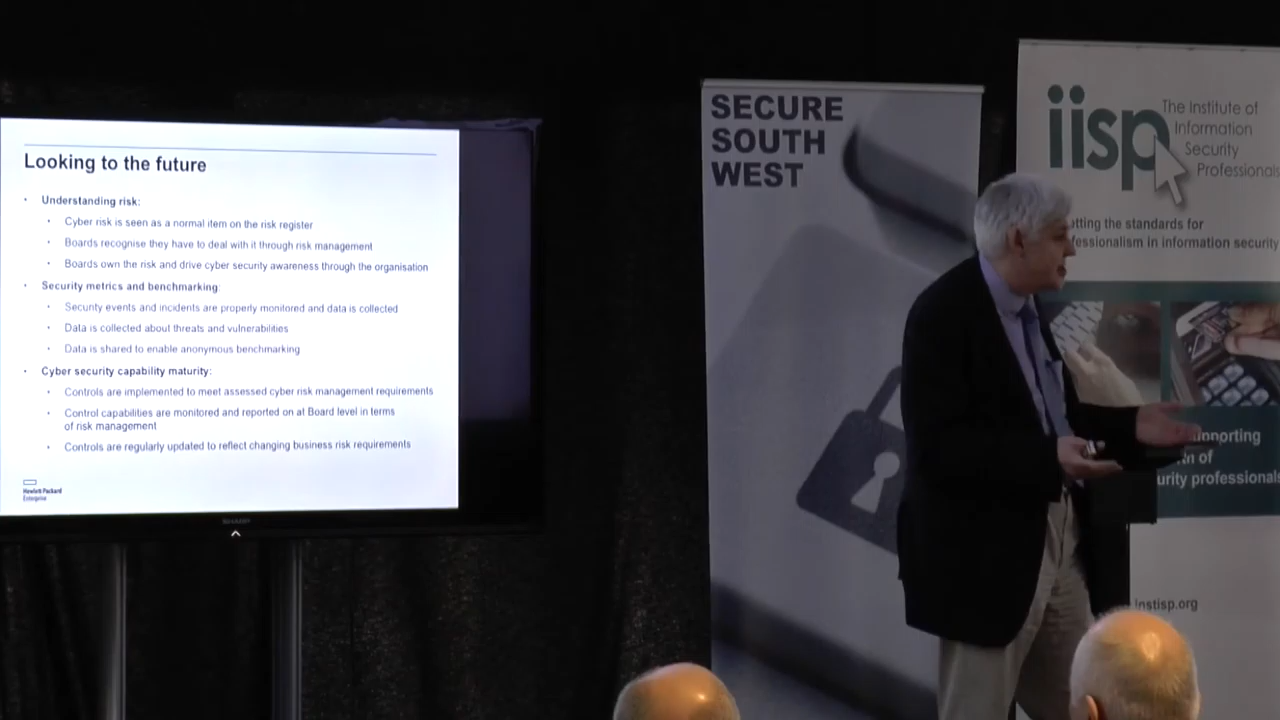 Looking to the future
Understanding risk:
Cyber risk is seen as a normal item on the risk register
Boards recognise they have to deal with it through risk management
Boards own the risk and drive cyber security awareness through the organisation
Security metrics and benchmarking:
Security events and incidents are properly monitored and data is collected
Data is collected about threats and vulnerabilities
Data is shared to enable anonymous benchmarking
Cyber security capability maturity:
Controls are implemented to meet assessed cyber risk management requirements
Control capabilities are monitored and reported on at Board level in terms
of risk management
Controls are regularly updated to reflect changing business risk requirements
Hewlett Packard
Enterprise
SHARP
SECURE
SOUTH
WEST
iisp
The Institute of
Information
Security
Professionals
the standards for
in information security
of
professionals
instisp.org